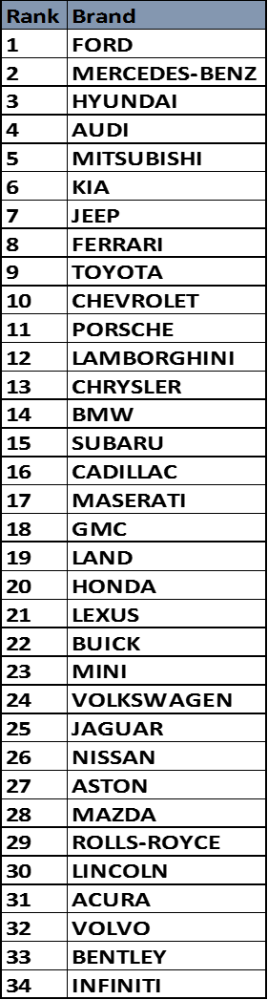 Rank Brand
1 FORD
2 MERCEDES-BENZ
3 HYUNDAI
4 AUDI
5 MITSUBISHI
6 KIA
7 JEEP
8 FERRARI
9 TOYOTA
10 CHEVROLET
11 PORSCHE
12 LAMBORGHINI
13 CHRYSLER
14 BMW
15 SUBARU
16 CADILLAC
17 MASERATI
18 GMC
19 LAND
20 HONDA
21 LEXUS
22 BUICK
23 MINI
24 VOLKSWAGEN
25 JAGUAR
26 NISSAN
27 ASTON
28 MAZDA
29 ROLLS-ROYCE
30 LINCOLN
31 ACURA
32 VOLVO
33 BENTLEY
34 INFINITI